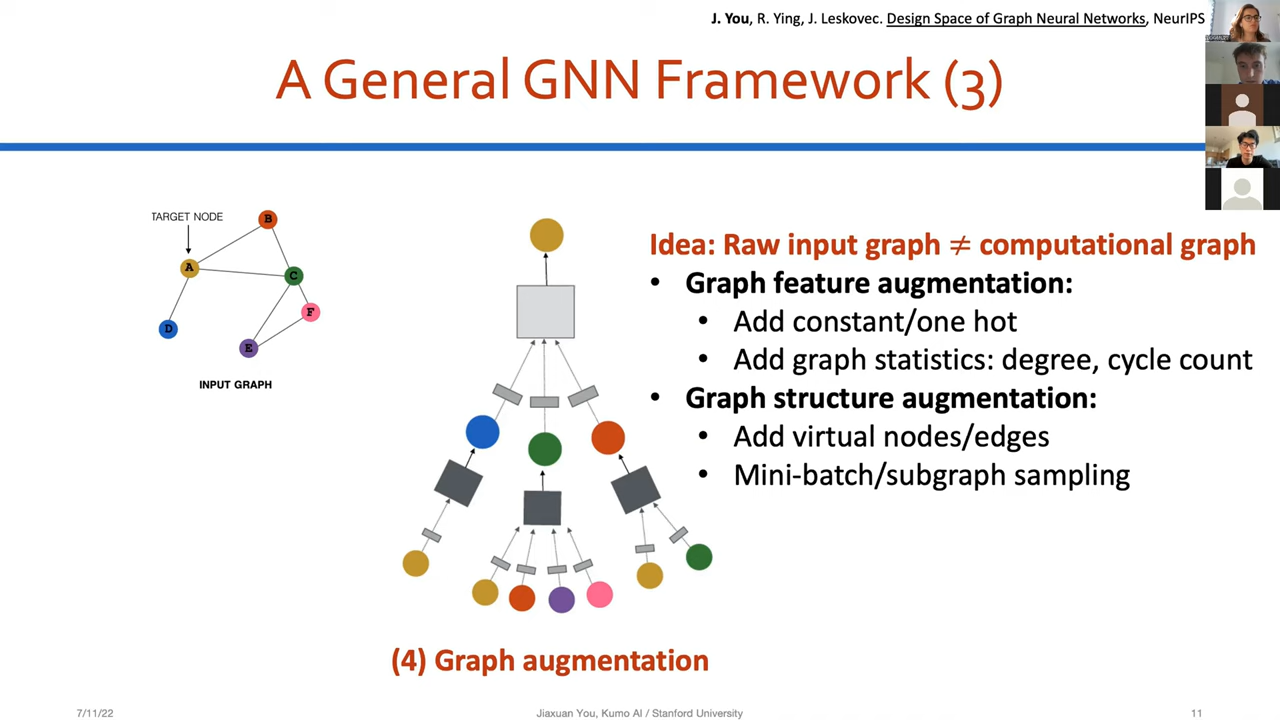 J. You, R. Ying, J. Leskovec. Design Space of Graph Neural Networks, NeurIPS
A General GNN Framework (3)
TARGET NODE
B
A
C
F
D
E
INPUT GRAPH
Idea: Raw input graph ≠ computational graph
• Graph feature augmentation:
• Add constant/one hot
• Add graph statistics: degree, cycle count
• Graph structure augmentation:
• Add virtual nodes/edges
• Mini-batch/subgraph sampling
(4) Graph augmentation
7/11/22
Jiaxuan You, Kumo AI / Stanford University
11